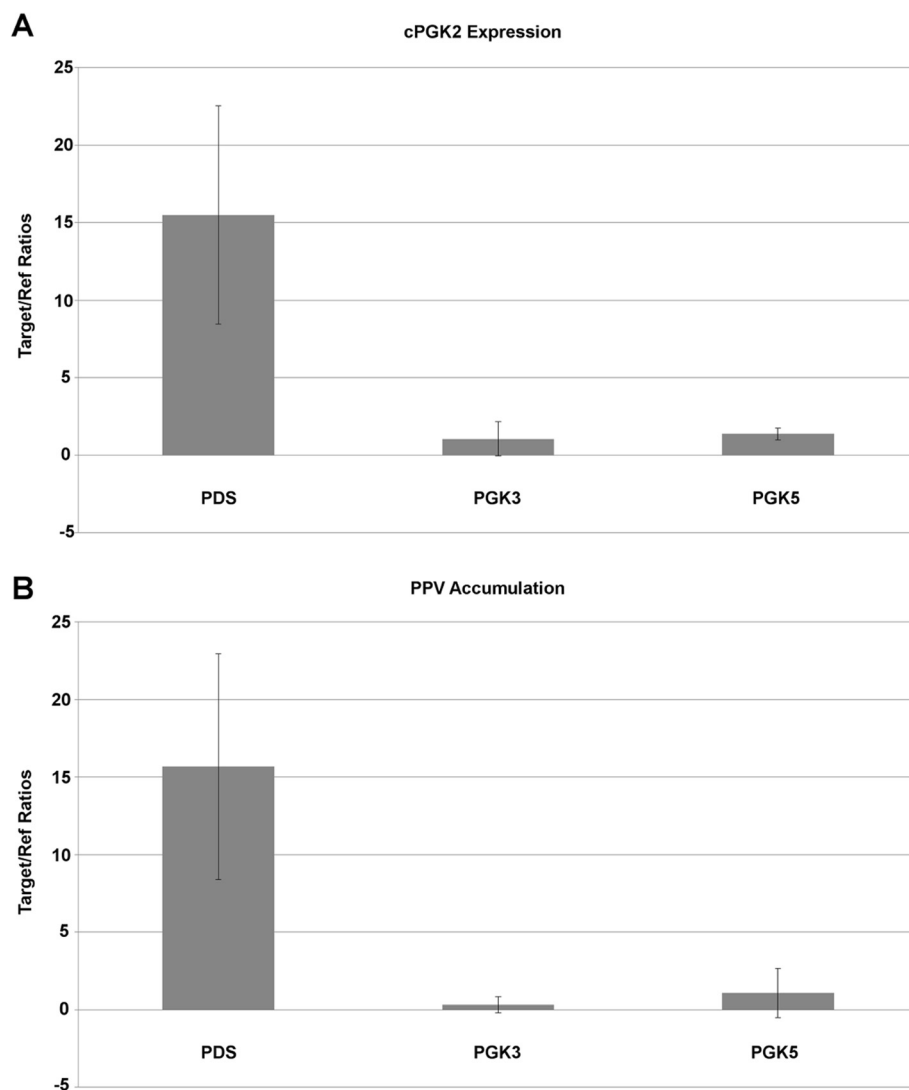 A
cPGK2 Expression
25
20
15
10
5
0
-5
Target/Ref Ratios
PDS PGK3 PGK5
B
PPV Accumulation
25
20
15
10
5
0
-5
Target/Ref Ratios
PDS PGK3 PGK5